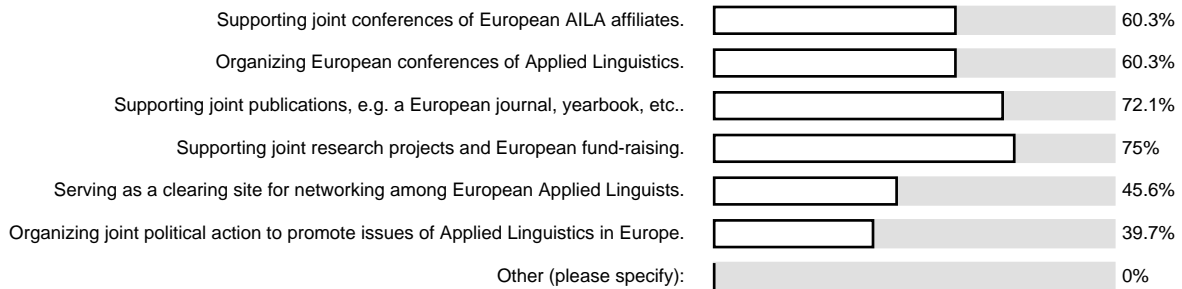 Supporting joint conferences of European AILA affiliates. 60.3%
Organizing European conferences of Applied Linguistics. 60.3%
Supporting joint publications, e.g. a European journal, yearbook, etc.. 72.1%
Supporting joint research projects and European fund-raising. 75%
Serving as a clearing site for networking among European Applied Linguists. 45.6%
Organizing joint political action to promote issues of Applied Linguistics in Europe. 39.7%
Other (please specify): 0%